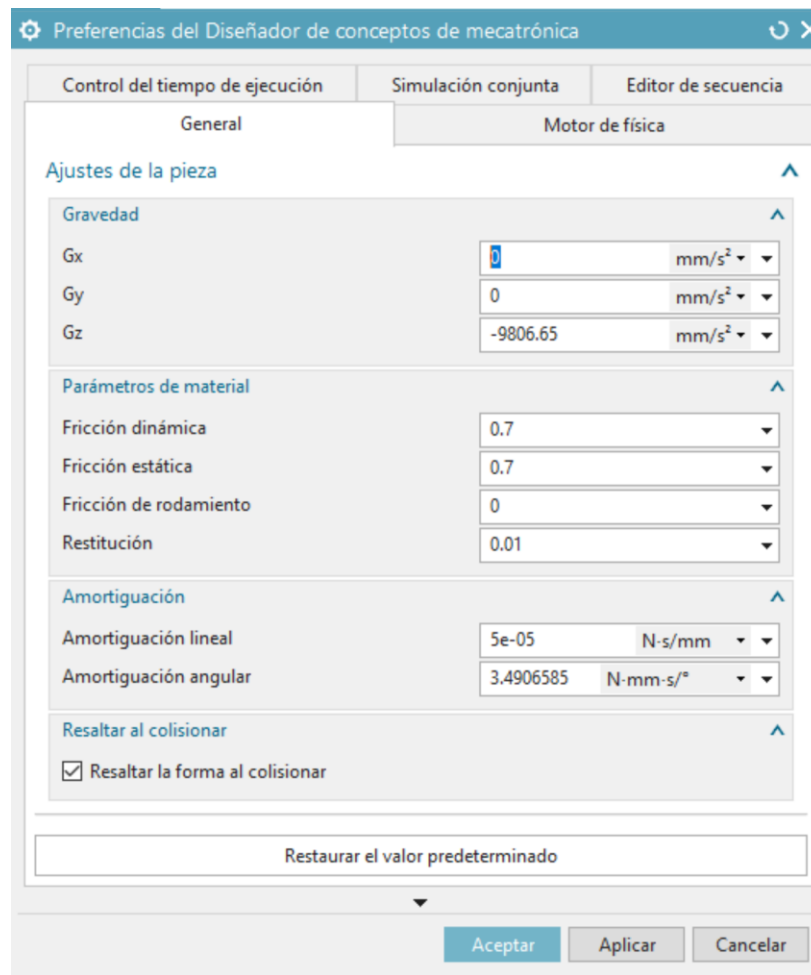 Preferencias del Diseñador de conceptos de mecatrónica
Control del tiempo de ejecución Simulación conjunta Editor de secuencia
General Motor de física
Ajustes de la pieza
Gravedad
Gx 0 mm/s²
Gy 0 mm/s²
Gz -9806.65 mm/s²
Parámetros de material
Fricción dinámica 0.7
Fricción estática 0.7
Fricción de rodamiento 0
Restitución 0.01
Amortiguación
Amortiguación lineal 5e-05 N·s/mm
Amortiguación angular 3.4906585 N·mm·s/°
Resaltar al colisionar
Resaltar la forma al colisionar
Restaurar el valor predeterminado
Aceptar Aplicar Cancelar